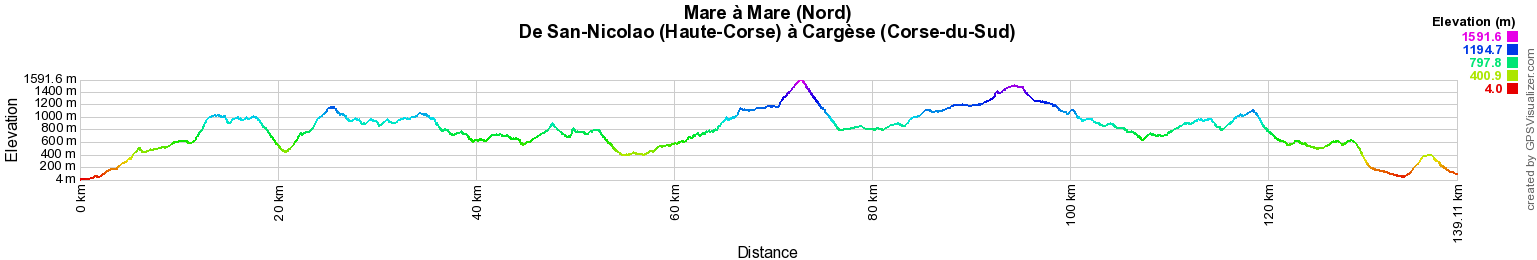 Mare à Mare (Nord)
De San-Nicolao (Haute-Corse) à Cargèse (Corse-du-Sud)
Elevation (m)
1591.6
1194.7
797.8
400.9
4.0
created by GPSVisualizer.com
Elevation
1591.6 m
1400 m
1200 m
1000 m
800 m
600 m
400 m
200 m
4 m
0 km
20 km
40 km
60 km
80 km
100 km
120 km
139.11 km
Distance